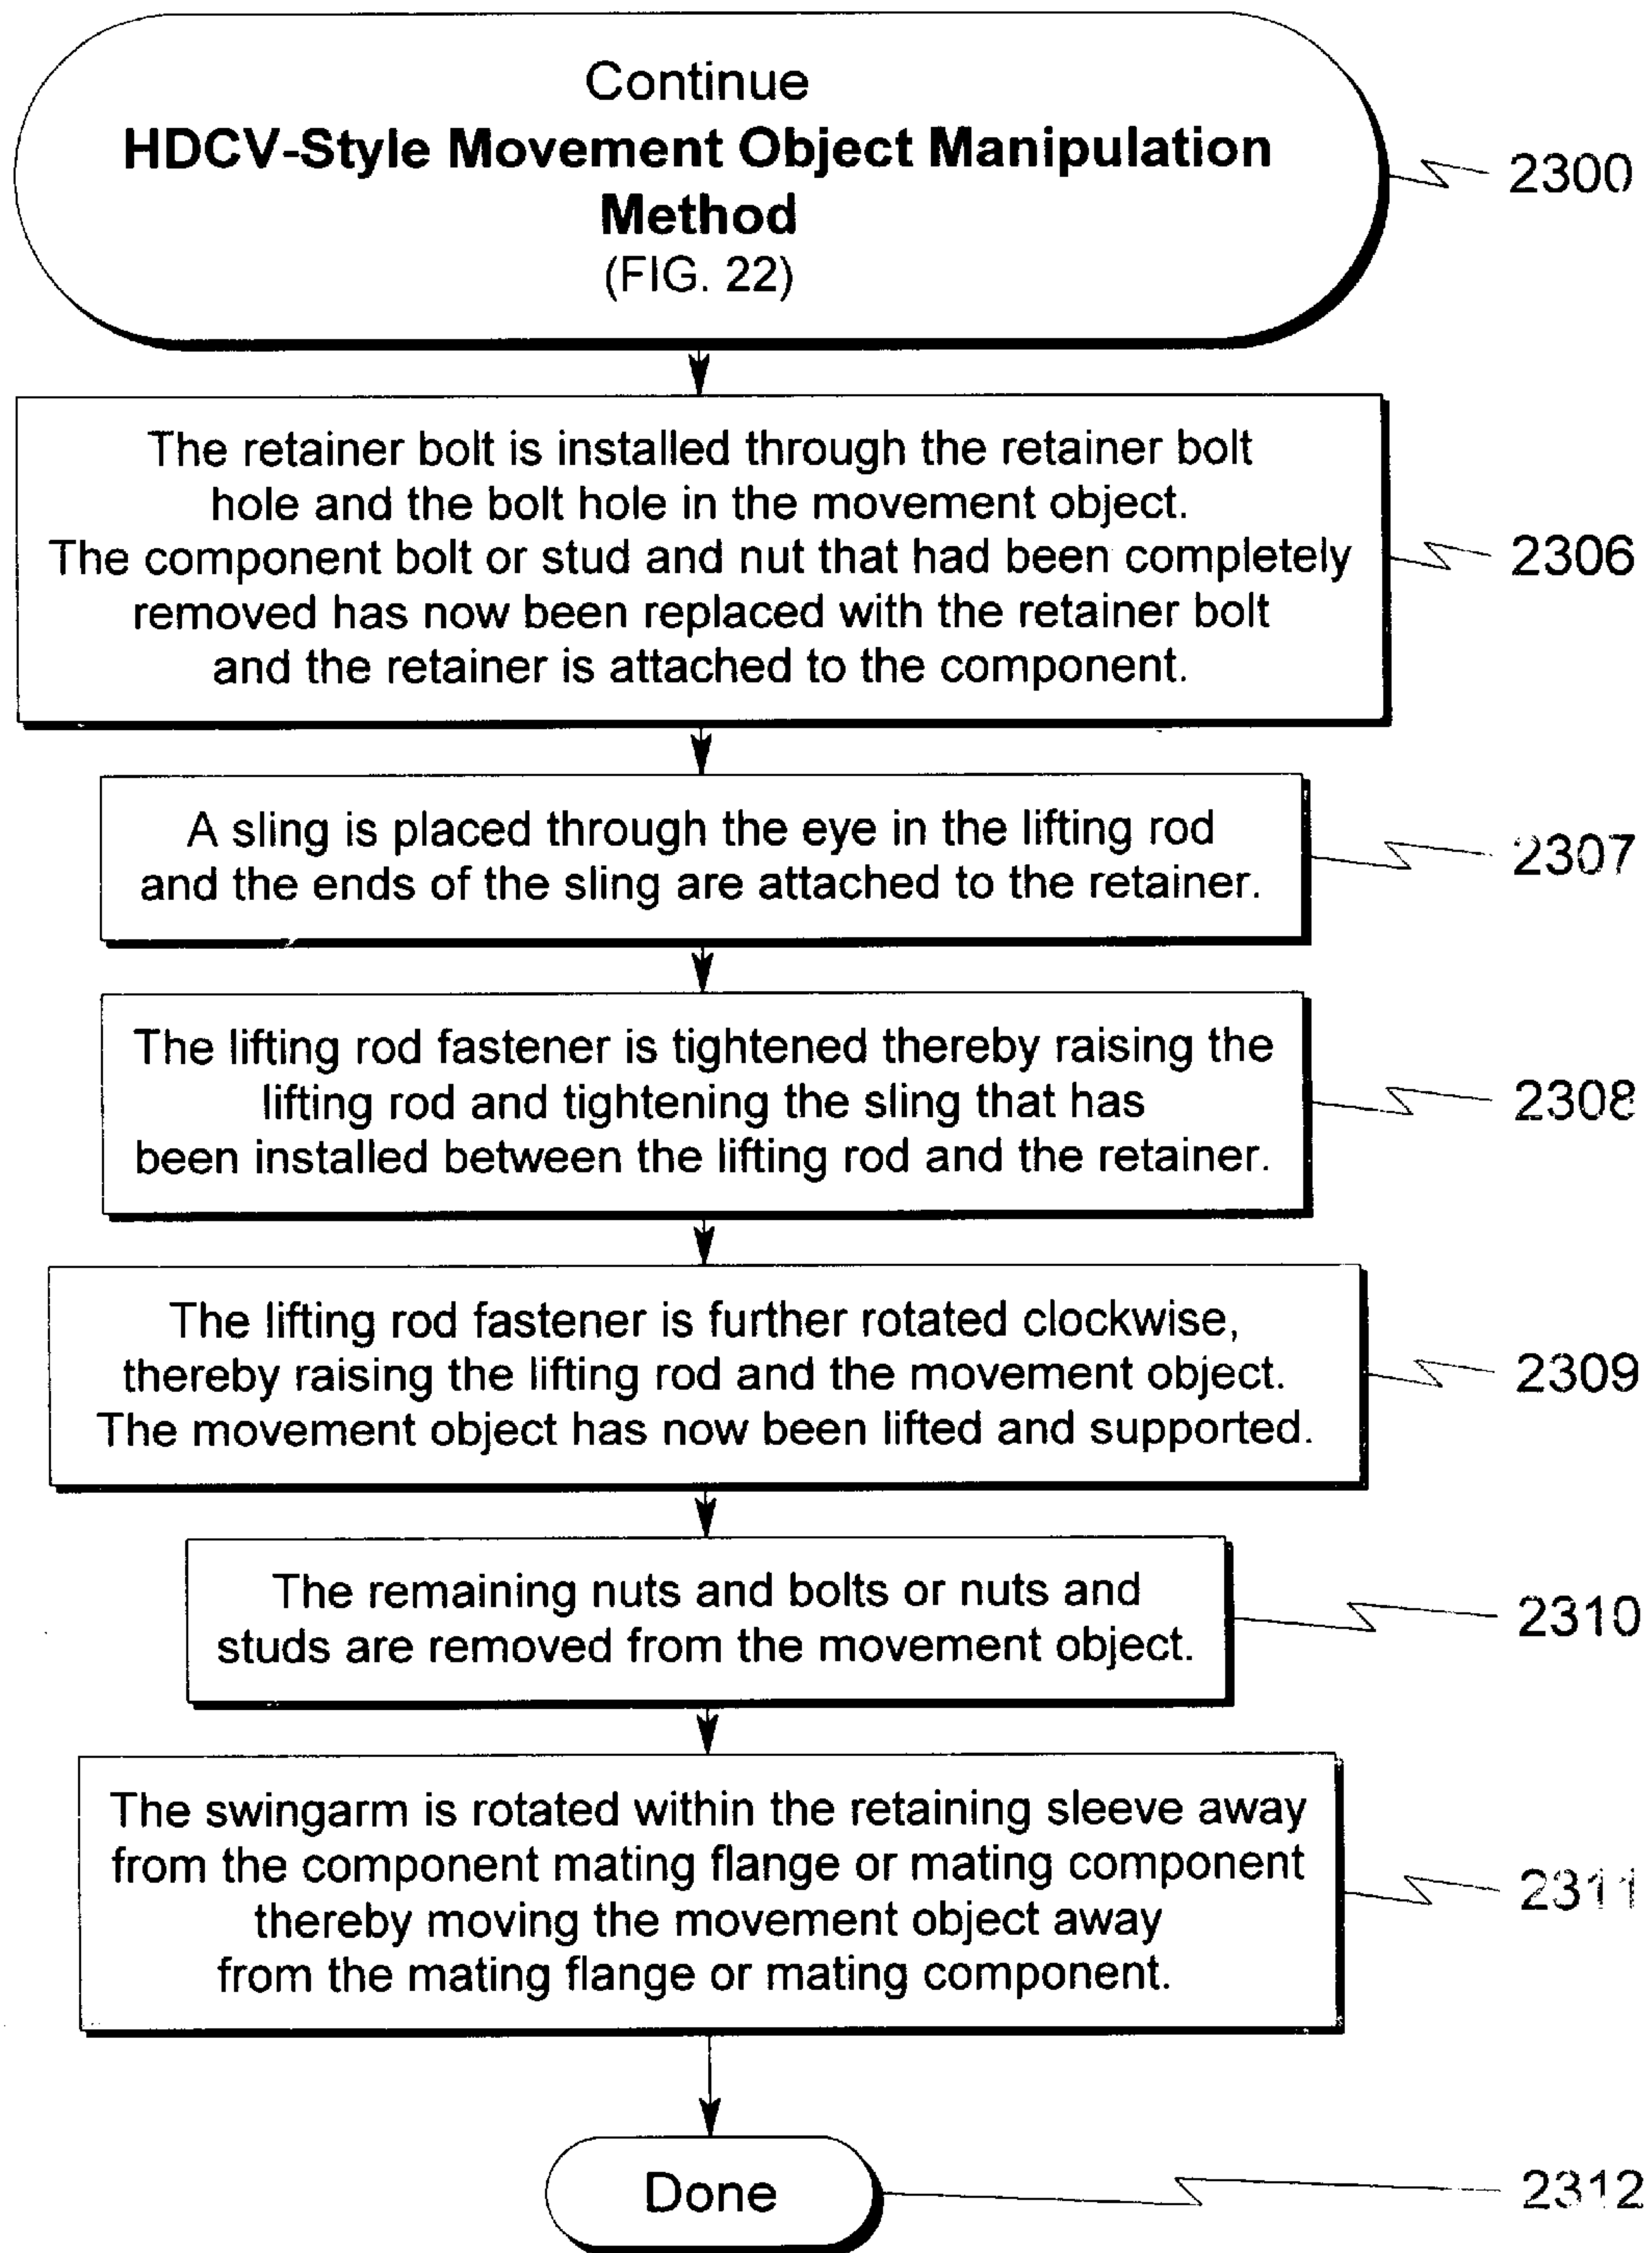 Continue
HDCV-Style Movement Object Manipulation
Method
(FIG. 22)
2300
The retainer bolt is installed through the retainer bolt
hole and the bolt hole in the movement object.
The component bolt or stud and nut that had been completely
removed has now been replaced with the retainer bolt
and the retainer is attached to the component.
2306
A sling is placed through the eye in the lifting rod
and the ends of the sling are attached to the retainer.
2307
The lifting rod fastener is tightened thereby raising the
lifting rod and tightening the sling that has
been installed between the lifting rod and the retainer.
2308
The lifting rod fastener is further rotated clockwise,
thereby raising the lifting rod and the movement object.
The movement object has now been lifted and supported.
2309
The remaining nuts and bolts or nuts and
studs are removed from the movement object.
2310
The swingarm is rotated within the retaining sleeve away
from the component mating flange or mating component
thereby moving the movement object away
from the mating flange or mating component.
2311
Done
2312